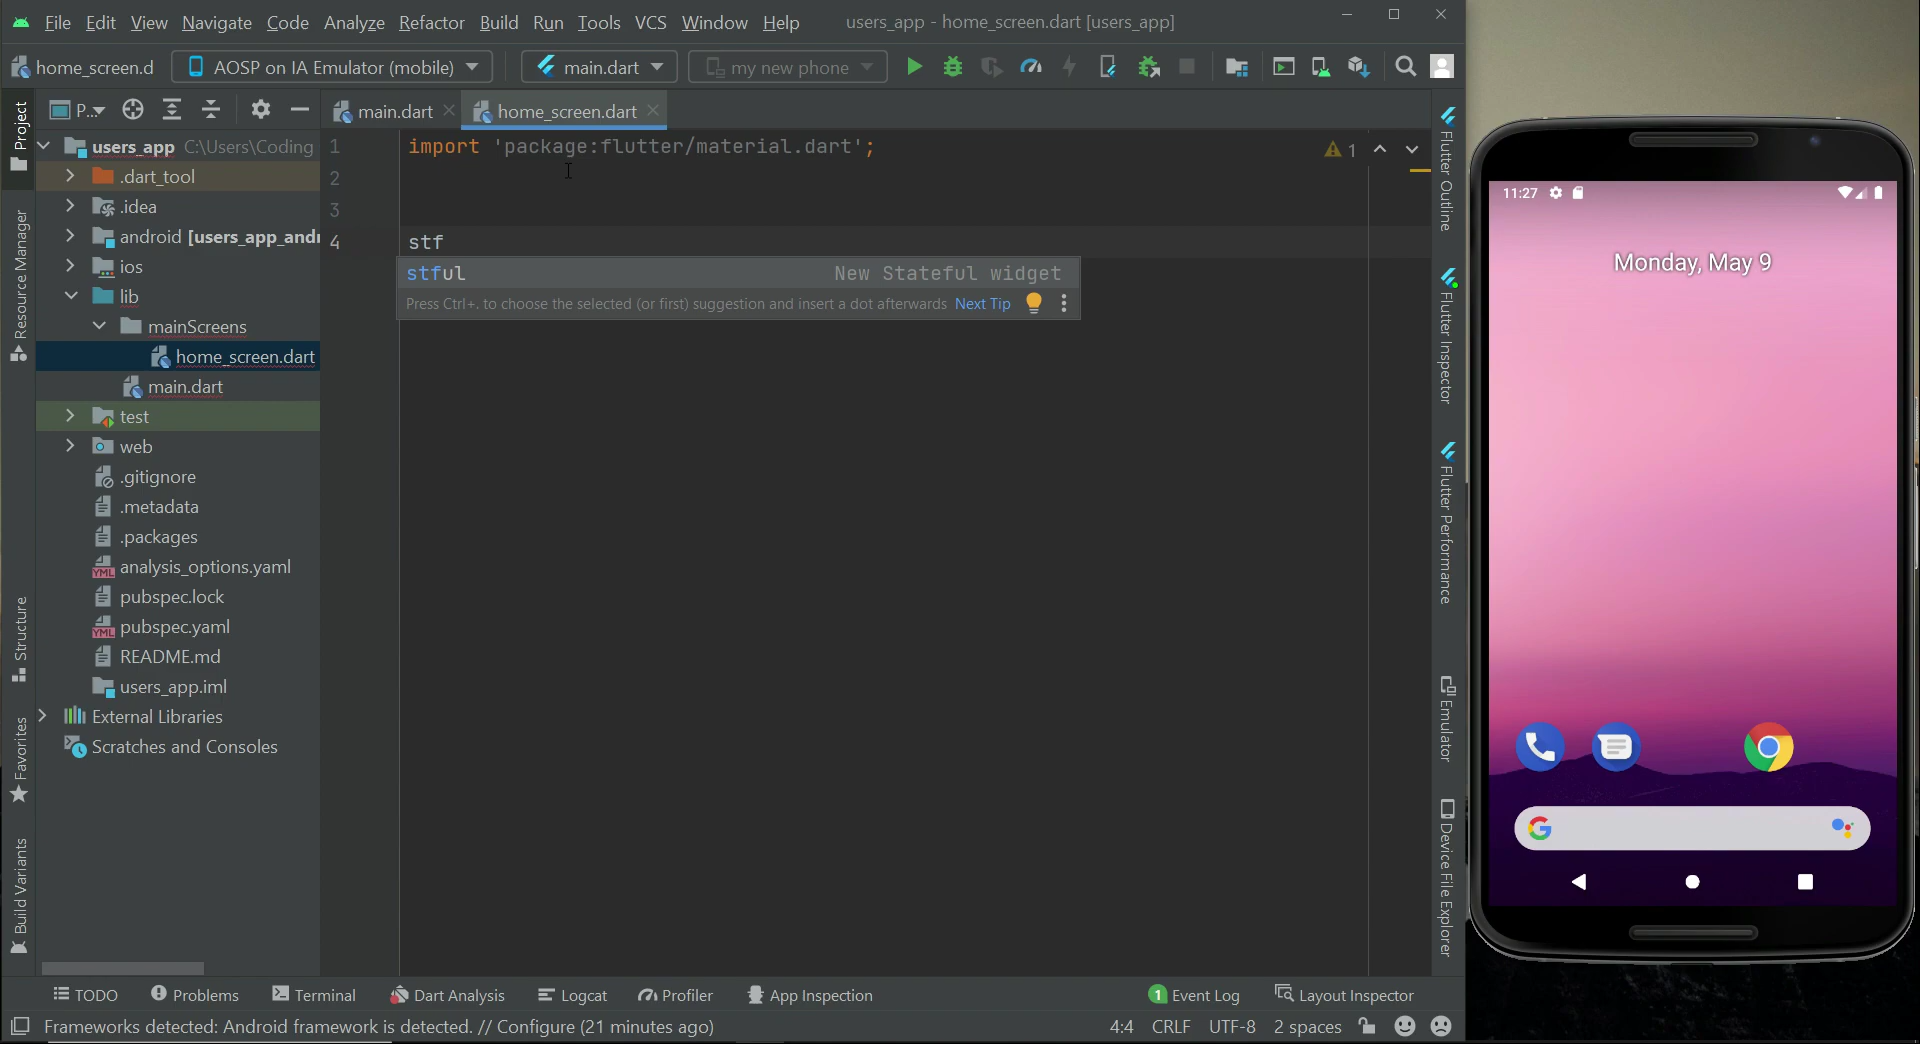 File Edit View Navigate Code Analyze Refactor Build Run Tools VCS Window Help users_app - home_screen.dart [users_app]
home_screen.d AOSP on IA Emulator (mobile) main.dart my new phone
P... main.dart home_screen.dart
Project
Resource Manager
Structure
Favorites
Build Variants
users_app C:\Users\Coding
.dart_tool
.idea
android [users_app_andr
ios
lib
mainScreens
home_screen.dart
main.dart
test
web
.gitignore
.metadata
.packages
YML analysis_options.yaml
pubspec.lock
YML pubspec.yaml
README.md
users_app.iml
External Libraries
Scratches and Consoles
1 import 'package:flutter/material.dart'; 1
2
3
4 stf
stful New Stateful widget
Press Ctrl+. to choose the selected (or first) suggestion and insert a dot afterwards Next Tip
Flutter Outline
Flutter Inspector
Flutter Performance
Emulator
Device File Explorer
11:27
Monday, May 9
G
TODO Problems Terminal Dart Analysis Logcat Profiler App Inspection 1 Event Log Layout Inspector
Frameworks detected: Android framework is detected. // Configure (21 minutes ago) 4:4 CRLF UTF-8 2 spaces